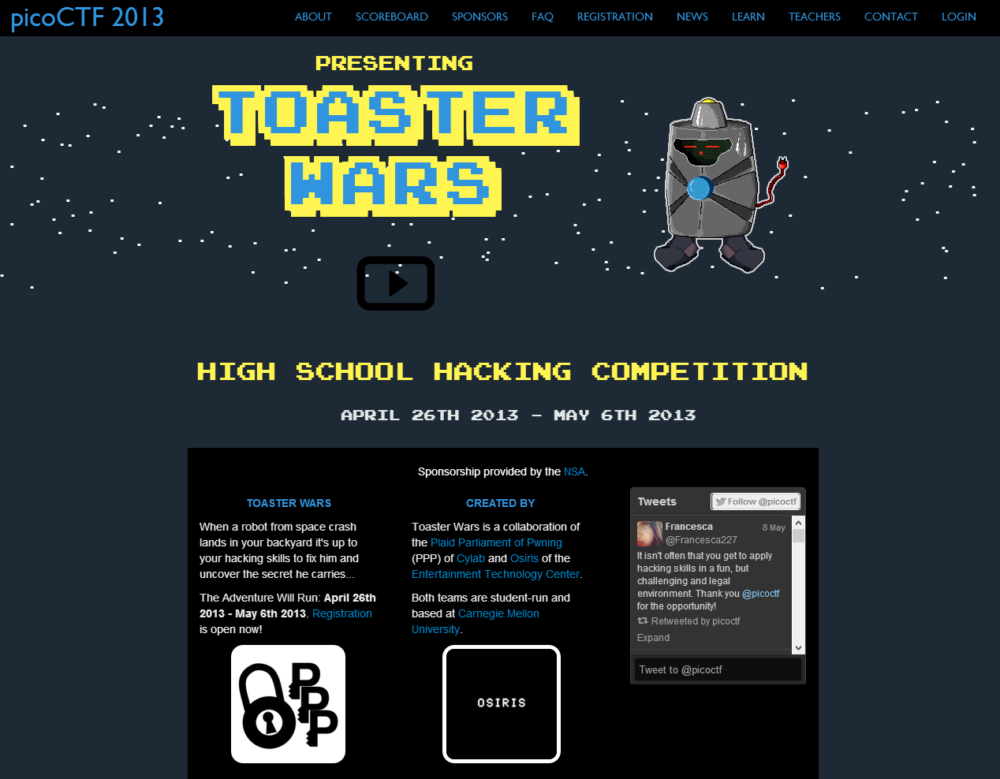 picoCTF 2013
ABOUT SCOREBOARD SPONSORS FAQ REGISTRATION NEWS LEARN TEACHERS CONTACT LOGIN
PRESENTING
TOASTER
WARS
HIGH SCHOOL HACKING COMPETITION
APRIL 26TH 2013 - MAY 6TH 2013
Sponsorship provided by the NSA.
TOASTER WARS
When a robot from space crash
lands in your backyard it's up to
your hacking skills to fix him and
uncover the secret he carries...
The Adventure Will Run: April 26th
2013 - May 6th 2013. Registration
is open now!
PPP
CREATED BY
Toaster Wars is a collaboration of
the Plaid Parliament of Pwning
(PPP) of Cylab and Osiris of the
Entertainment Technology Center.
Both teams are student-run and
based at Carnegie Mellon
University.
OSIRIS
Tweets
Follow @picoctf
Francesca 8 May
@Francesca227
It isn't often that you get to apply
hacking skills in a fun, but
challenging and legal
environment. Thank you @picoctf
for the opportunity!
Retweeted by picoctf
Expand
Tweet to @picoctf